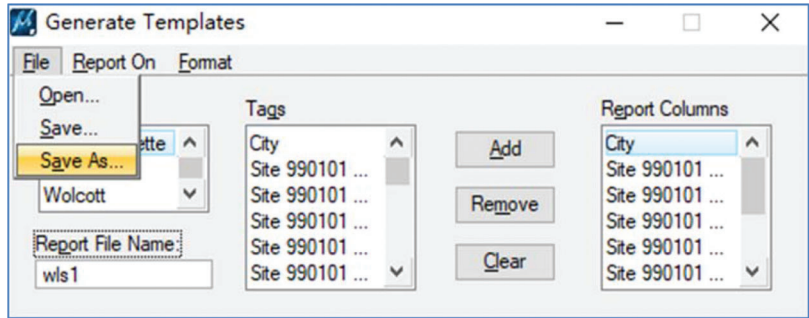 Generate Templates
File Report On Format
Open...
Save...
Save As...
Wolcott
Report File Name:
wls1
Tags
City
Site 990101 ...
Site 990101 ...
Site 990101 ...
Site 990101 ...
Site 990101 ...
Add
Remove
Clear
Report Columns
City
Site 990101 ...
Site 990101 ...
Site 990101 ...
Site 990101 ...
Site 990101 ...